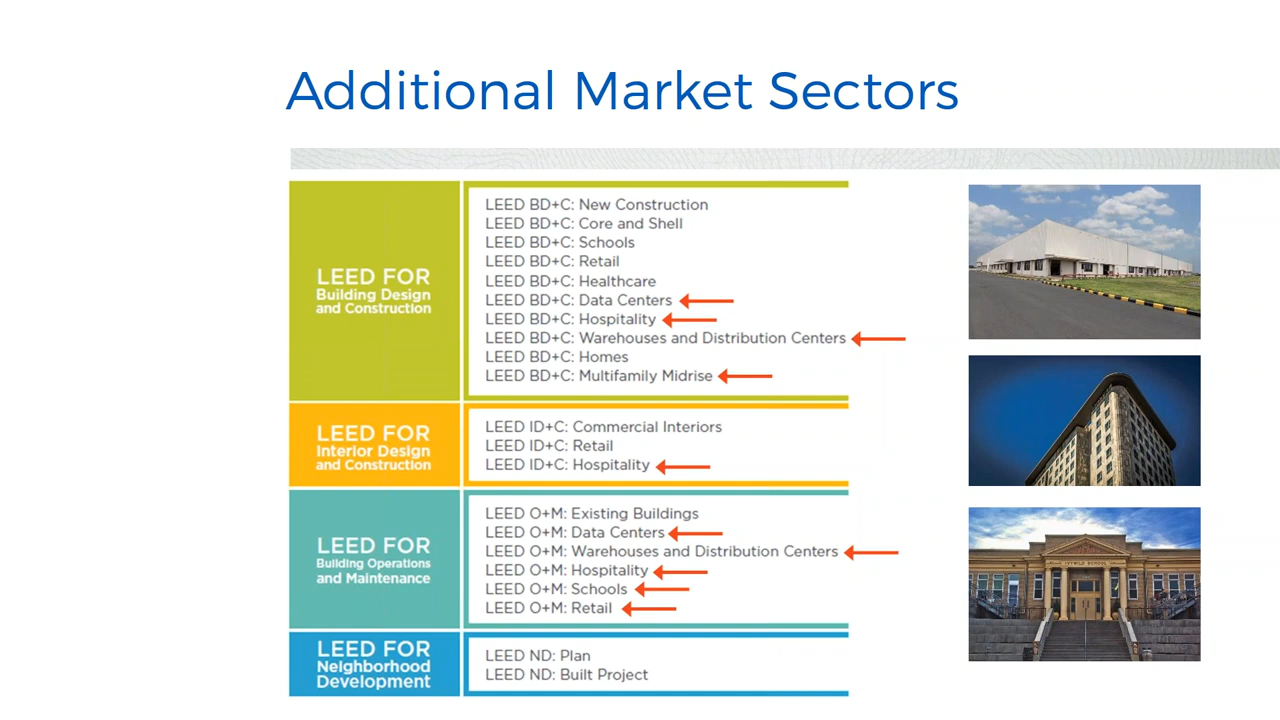 Additional Market Sectors
LEED FOR
Building Design
and Construction
LEED BD+C: New Construction
LEED BD+C: Core and Shell
LEED BD+C: Schools
LEED BD+C: Retail
LEED BD+C: Healthcare
LEED BD+C: Data Centers
LEED BD+C: Hospitality
LEED BD+C: Warehouses and Distribution Centers
LEED BD+C: Homes
LEED BD+C: Multifamily Midrise
LEED FOR
Interior Design
and Construction
LEED ID+C: Commercial Interiors
LEED ID+C: Retail
LEED ID+C: Hospitality
LEED FOR
Building Operations
and Maintenance
LEED O+M: Existing Buildings
LEED O+M: Data Centers
LEED O+M: Warehouses and Distribution Centers
LEED O+M: Hospitality
LEED O+M: Schools
LEED O+M: Retail
LEED FOR
Neighborhood
Development
LEED ND: Plan
LEED ND: Built Project
SCHOOL